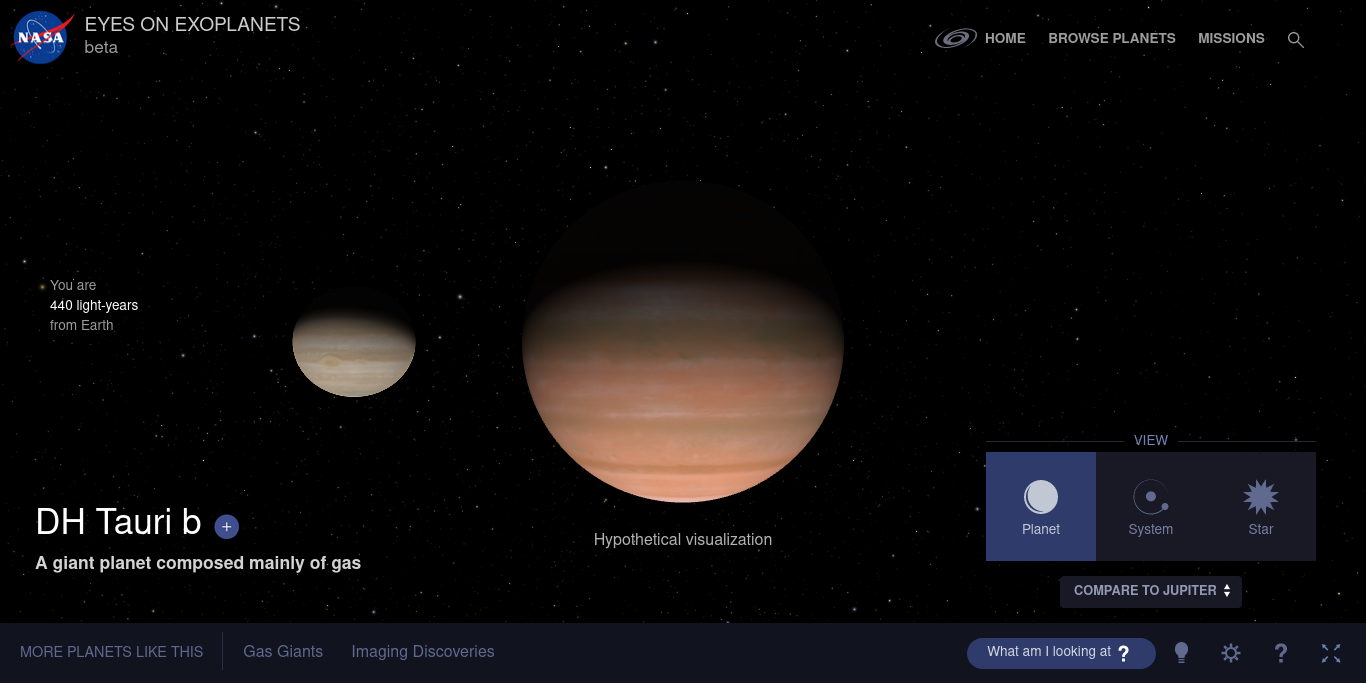 NASA
EYES ON EXOPLANETS
beta
HOME
BROWSE PLANETS
MISSIONS
You are
440 light-years
from Earth
DH Tauri b +
A giant planet composed mainly of gas
Hypothetical visualization
VIEW
Planet
System
Star
COMPARE TO JUPITER
MORE PLANETS LIKE THIS
Gas Giants
Imaging Discoveries
What am I looking at ?
?